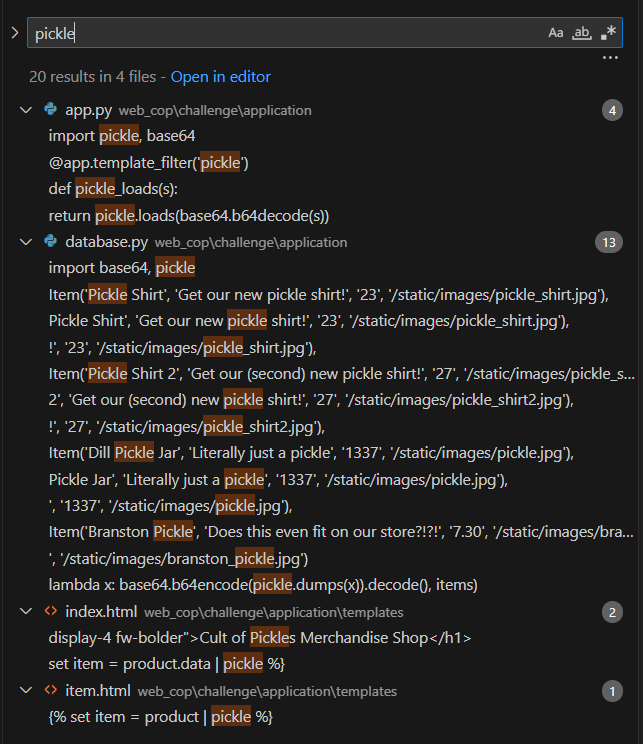 pickle
Aa ab .*
...
20 results in 4 files - Open in editor
app.py web_cop\challenge\application 4
import pickle, base64
@app.template_filter('pickle')
def pickle_loads(s):
return pickle.loads(base64.b64decode(s))
database.py web_cop\challenge\application 13
import base64, pickle
Item('Pickle Shirt', 'Get our new pickle shirt!', '23', '/static/images/pickle_shirt.jpg'),
Pickle Shirt', 'Get our new pickle shirt!', '23', '/static/images/pickle_shirt.jpg'),
!', '23', '/static/images/pickle_shirt.jpg'),
Item('Pickle Shirt 2', 'Get our (second) new pickle shirt!', '27', '/static/images/pickle_s...
2', 'Get our (second) new pickle shirt!', '27', '/static/images/pickle_shirt2.jpg'),
!', '27', '/static/images/pickle_shirt2.jpg'),
Item('Dill Pickle Jar', 'Literally just a pickle', '1337', '/static/images/pickle.jpg'),
Pickle Jar', 'Literally just a pickle', '1337', '/static/images/pickle.jpg'),
', '1337', '/static/images/pickle.jpg'),
Item('Branston Pickle', 'Does this even fit on our store?!?!', '7.30', '/static/images/bra...
', '/static/images/branston_pickle.jpg')
lambda x: base64.b64encode(pickle.dumps(x)).decode(), items)
index.html web_cop\challenge\application\templates 2
display-4 fw-bolder">Cult of Pickles Merchandise Shop</h1>
set item = product.data | pickle %}
item.html web_cop\challenge\application\templates 1
{% set item = product | pickle %}